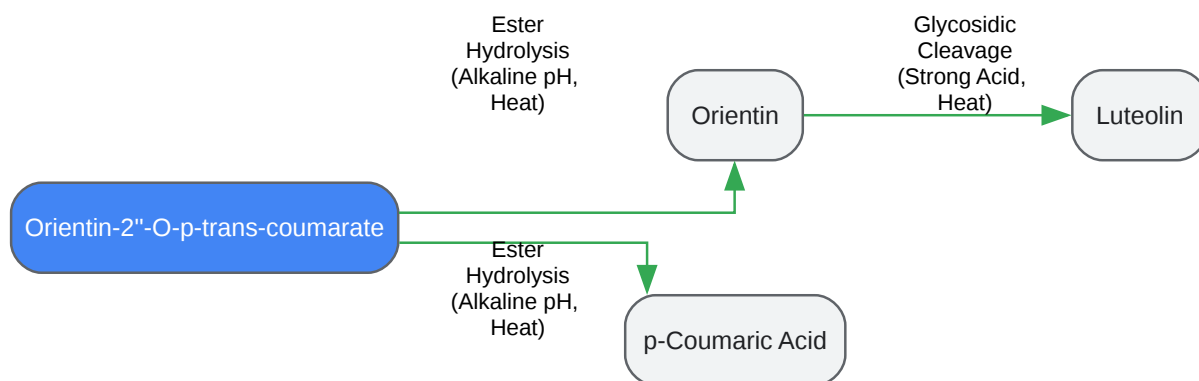 Ester
Hydrolysis
(Alkaline pH,
Heat)
Glycosidic
Cleavage
(Strong Acid,
Heat)
Orientin
Luteolin
Orientin-2"-O-p-trans-coumarate
Ester
Hydrolysis
(Alkaline pH,
Heat)
p-Coumaric Acid